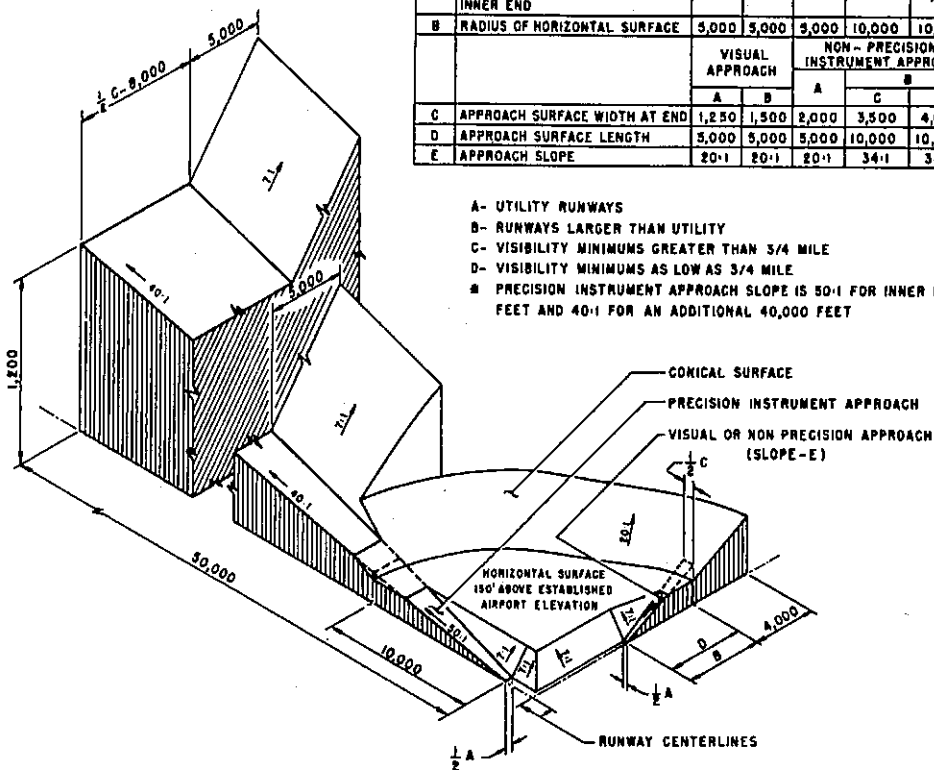 INNER END
B RADIUS OF HORIZONTAL SURFACE 5,000 5,000 5,000 10,000
VISUAL APPROACH
NON-PRECISION INSTRUMENT
A B A B
C
C APPROACH SURFACE WIDTH AT END 1,250 1,500 2,000 3,500
D APPROACH SURFACE LENGTH 5,000 5,000 5,000 10,000
E APPROACH SLOPE 20:1 20:1 20:1 34:1
A- UTILITY RUNWAYS
B- RUNWAYS LARGER THAN UTILITY
C- VISIBILITY MINIMUMS GREATER THAN 3/4 MILE
D- VISIBILITY MINIMUMS AS LOW AS 3/4 MILE
PRECISION INSTRUMENT APPROACH SLOPE IS 50:1 FOR INNER
FEET AND 40:1 FOR AN ADDITIONAL 40,000 FEET
5,000
½ C-8,000
7:1
40:1
5,000
1,200
7:1
40:1
CONICAL SURFACE
PRECISION INSTRUMENT APPROACH
VISUAL OR NON PRECISION APPROACH
(SLOPE-E)
½ C
20:1
HORIZONTAL SURFACE
150' ABOVE ESTABLISHED
AIRPORT ELEVATION
50,000
50:1
7:1
7:1
7:1
7:1
4,000
D
B
10,000
½ A
½ A
RUNWAY CENTERLINES